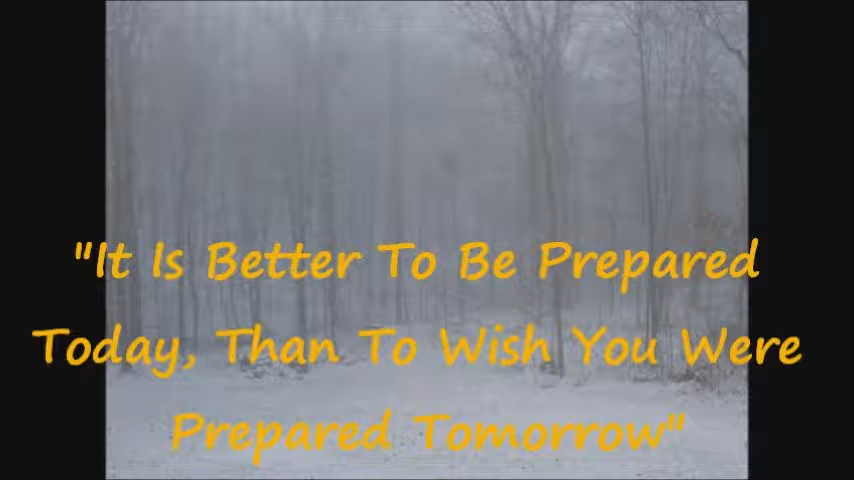 "It Is Better To Be Prepared
Today, Than To Wish You Were
Prepared Tomorrow"